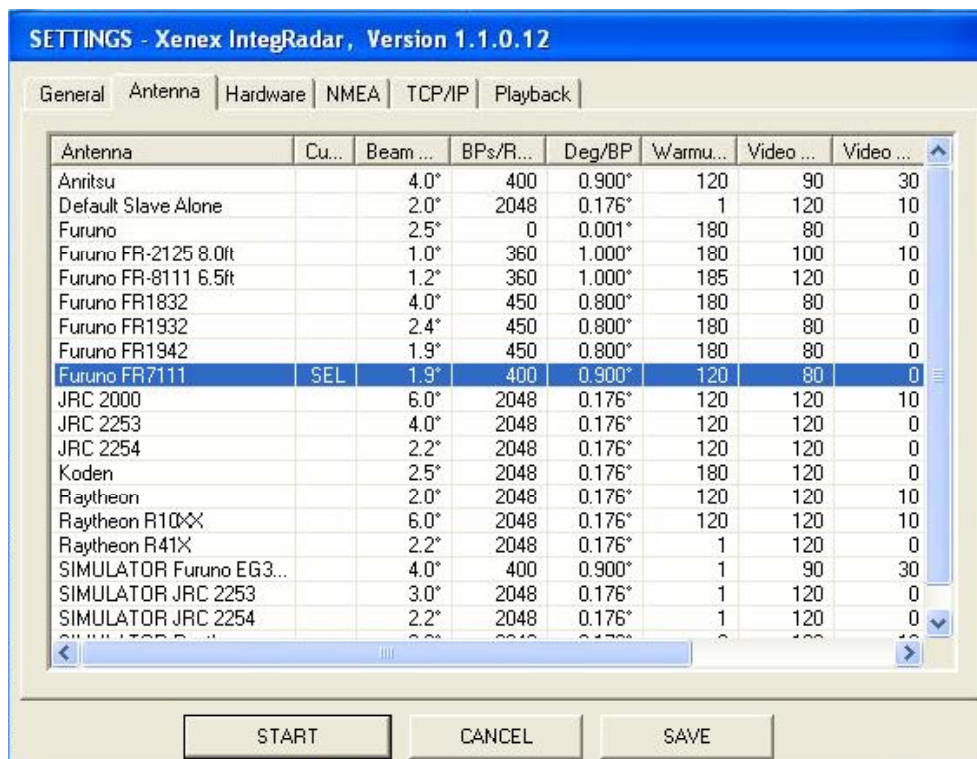 SETTINGS - Xenex IntegRadar, Version 1.1.0.12
General Antenna Hardware NMEA TCP/IP Playback
Antenna Cu... Beam ... BPs/R... Deg/BP Warmu... Video ... Video ...
Anritsu 4.0° 400 0.900° 120 90 30
Default Slave Alone 2.0° 2048 0.176° 1 120 10
Furuno 2.5° 0 0.001° 180 80 0
Furuno FR-2125 8.0ft 1.0° 360 1.000° 180 100 10
Furuno FR-8111 6.5ft 1.2° 360 1.000° 185 120 0
Furuno FR1832 4.0° 450 0.800° 180 80 0
Furuno FR1932 2.4° 450 0.800° 180 80 0
Furuno FR1942 1.9° 450 0.800° 180 80 0
Furuno FR7111 SEL 1.9° 400 0.900° 120 80 0
JRC 2000 6.0° 2048 0.176° 120 120 10
JRC 2253 4.0° 2048 0.176° 120 120 0
JRC 2254 2.2° 2048 0.176° 120 120 0
Koden 2.5° 2048 0.176° 180 120 0
Raytheon 2.0° 2048 0.176° 120 120 10
Raytheon R10XX 6.0° 2048 0.176° 120 120 10
Raytheon R41X 2.2° 2048 0.176° 1 120 0
SIMULATOR Furuno EG3... 4.0° 400 0.900° 1 90 30
SIMULATOR JRC 2253 3.0° 2048 0.176° 1 120 0
SIMULATOR JRC 2254 2.2° 2048 0.176° 1 120 0
START CANCEL SAVE